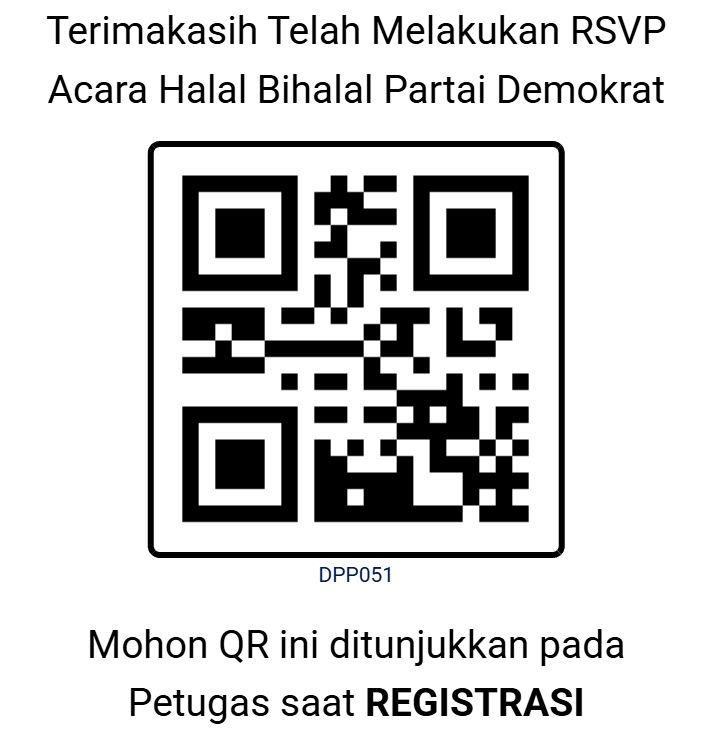 Terimakasih Telah Melakukan RSVP
Acara Halal Bihalal Partai Demokrat
DPP051
Mohon QR ini ditunjukkan pada
Petugas saat REGISTRASI